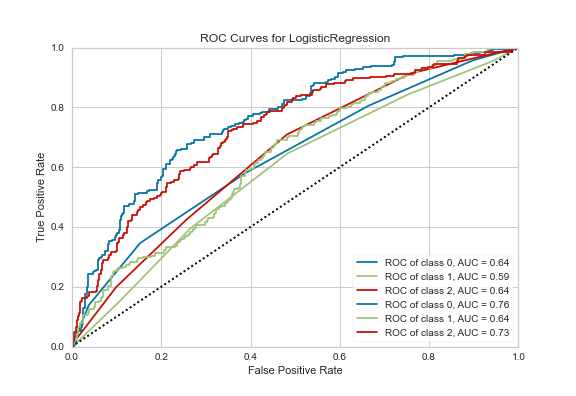 ROC Curves for LogisticRegression
1.0
0.8
0.6
0.4
0.2
0.0
True Positive Rate
ROC of class 0, AUC = 0.64
ROC of class 1, AUC = 0.59
ROC of class 2, AUC = 0.64
ROC of class 0, AUC = 0.76
ROC of class 1, AUC = 0.64
ROC of class 2, AUC = 0.73
0.0 0.2 0.4 0.6 0.8 1.0
False Positive Rate